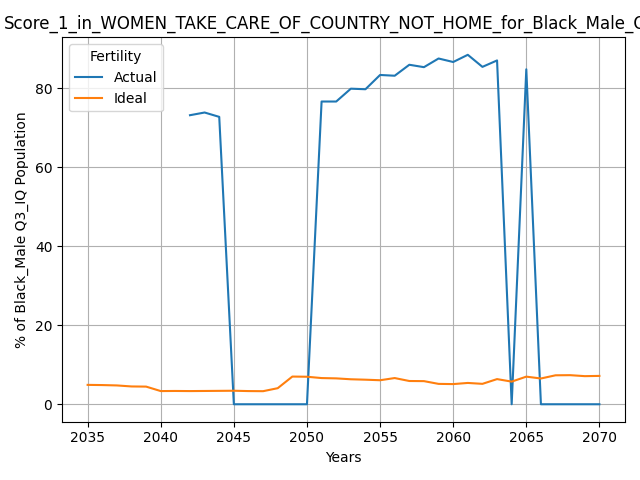 Score_1_in_WOMEN_TAKE_CARE_OF_COUNTRY_NOT_HOME_for_Black_Male_
Fertility
Actual
Ideal
% of Black_Male Q3_IQ Population
80
60
40
20
0
2035 2040 2045 2050 2055 2060 2065 2070
Years